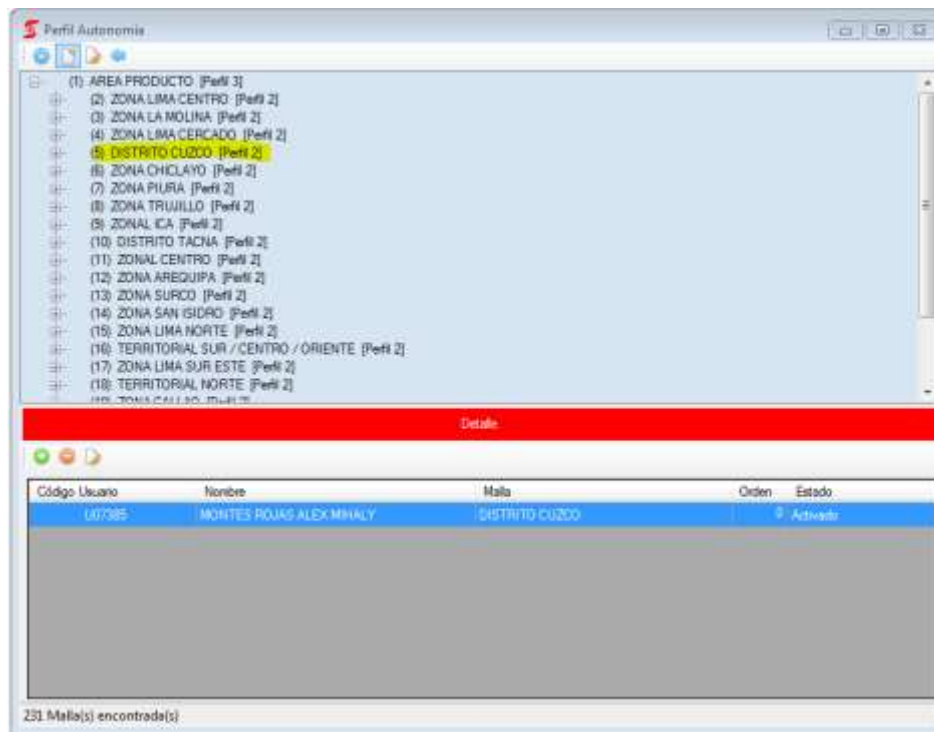 Perfil Autonomia
(1) AREA PRODUCTO [Perfil 3]
(2) ZONA LIMA CENTRO [Perfil 2]
(3) ZONA LA MOLINA [Perfil 2]
(4) ZONA LIMA CERCADO [Perfil 2]
(5) DISTRITO CUZCO [Perfil 2]
(6) ZONA CHICLAYO [Perfil 2]
(7) ZONA PIURA [Perfil 2]
(8) ZONA TRUJILLO [Perfil 2]
(9) ZONAL ICA [Perfil 2]
(10) DISTRITO TACNA [Perfil 2]
(11) ZONAL CENTRO [Perfil 2]
(12) ZONA AREQUIPA [Perfil 2]
(13) ZONA SURCO [Perfil 2]
(14) ZONA SAN ISIDRO [Perfil 2]
(15) ZONA LIMA NORTE [Perfil 2]
(16) TERRITORIAL SUR / CENTRO / ORIENTE [Perfil 2]
(17) ZONA LIMA SUR ESTE [Perfil 2]
(18) TERRITORIAL NORTE [Perfil 2]
(19) ZONA CALLAO [Perfil 2]
Detalle
Código Usuario Nombre Malla Orden Estado
U07385 MONTES ROJAS ALEX MIHALY DISTRITO CUZCO 0 Activado
231 Malla(s) encontrada(s)